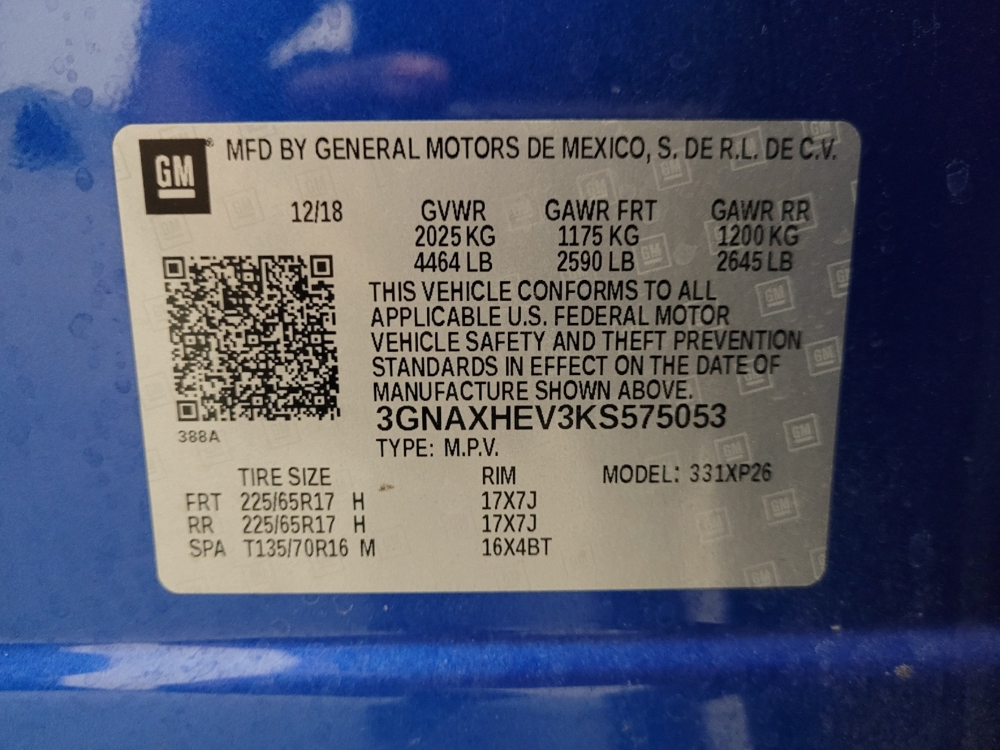 GM
MFD BY GENERAL MOTORS DE MEXICO, S. DE R.L. DE C.V.
12/18 GVWR GAWR FRT GAWR RR
2025 KG 1175 KG 1200 KG
4464 LB 2590 LB 2645 LB
THIS VEHICLE CONFORMS TO ALL
APPLICABLE U.S. FEDERAL MOTOR
VEHICLE SAFETY AND THEFT PREVENTION
STANDARDS IN EFFECT ON THE DATE OF
MANUFACTURE SHOWN ABOVE.
3GNAXHEV3KS575053
388A
TYPE: M.P.V.
TIRE SIZE RIM MODEL: 331XP26
FRT 225/65R17 H 17X7J
RR 225/65R17 H 17X7J
SPA T135/70R16 M 16X4BT